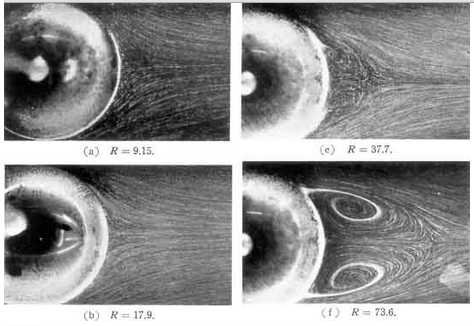 (a) R = 9.15.
(e) R = 37.7.
(b) R = 17.9.
(f) R = 73.6.